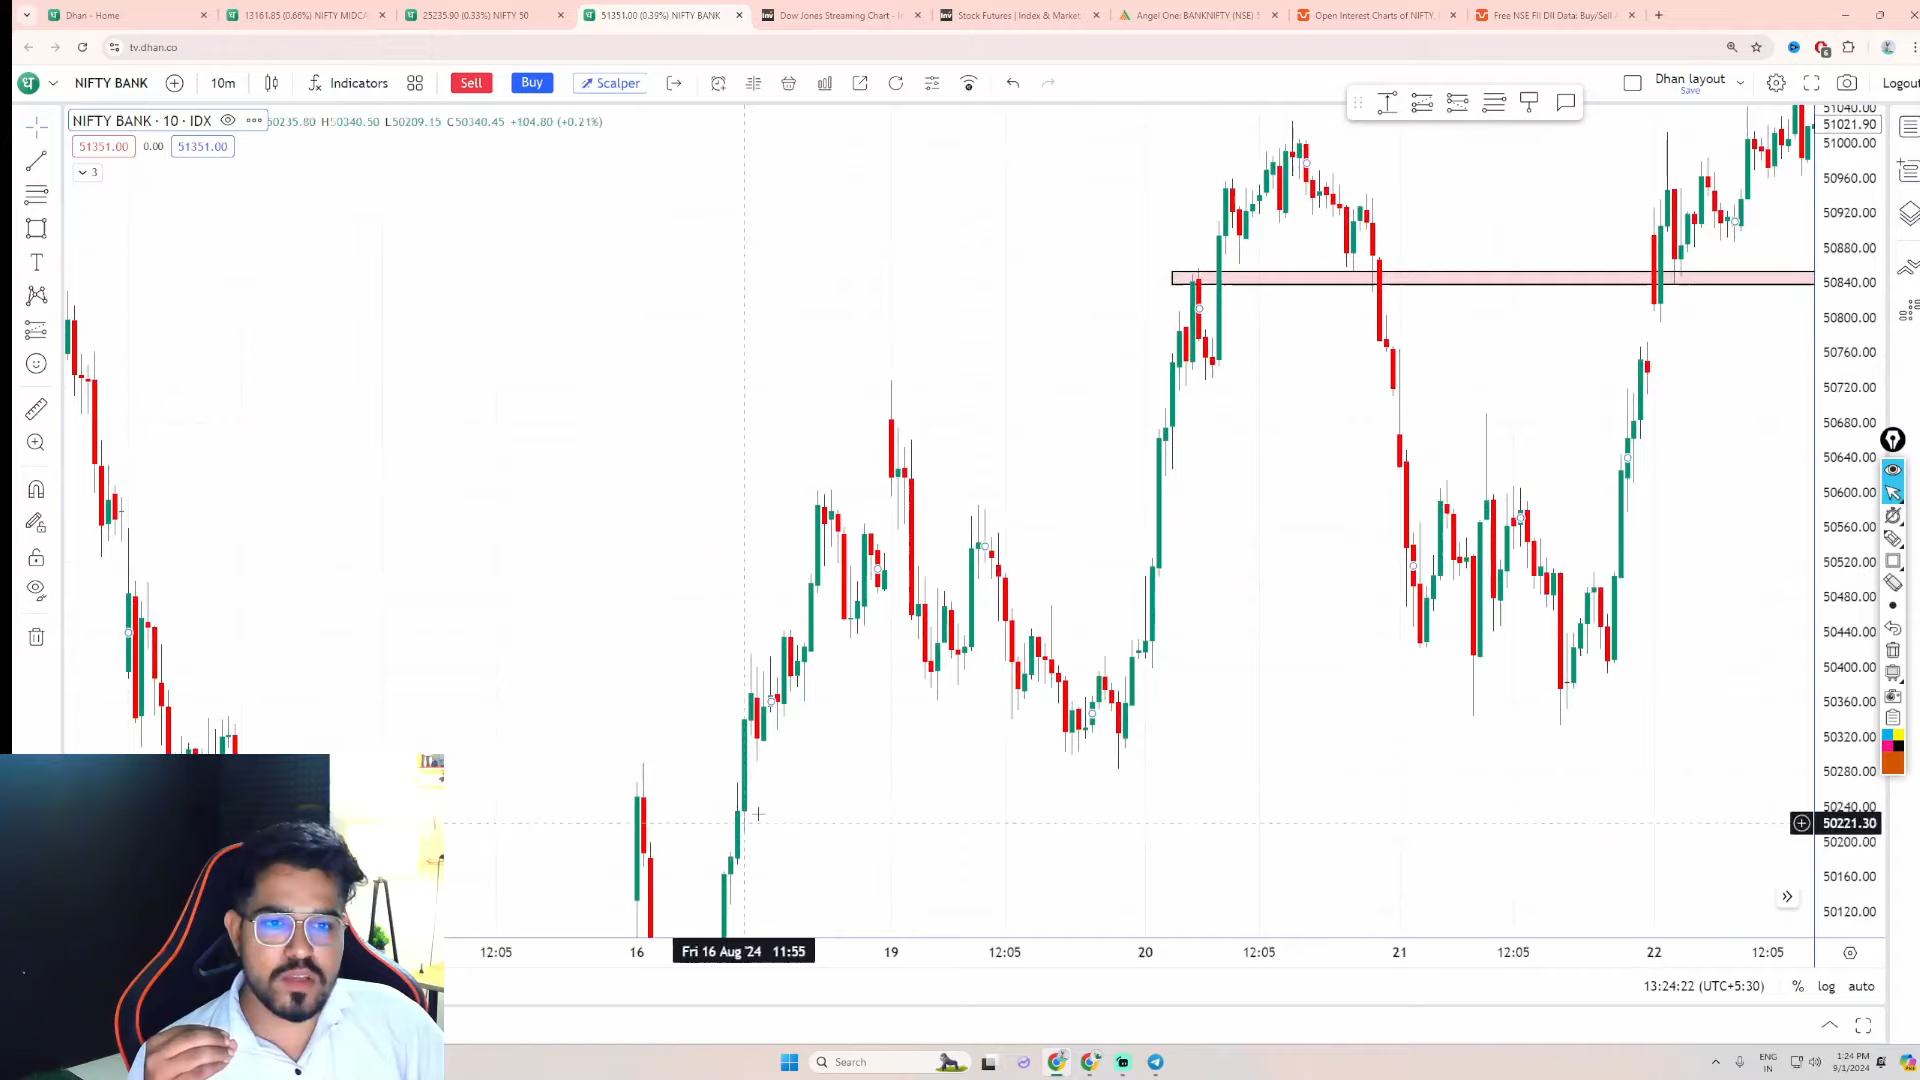 Dhan - Home
13161.85 (0.66%) NIFTY MIDCA
25235.90 (0.33%) NIFTY 50
51351.00 (0.39%) NIFTY BANK
Dow Jones Streaming Chart - In
Stock Futures | Index & Market
Angel One: BANKNIFTY (NSE)
Open Interest Charts of NIFTY,
Free NSE FII DII Data: Buy/Sell
tv.dhan.co
NIFTY BANK
10m
Indicators
Sell
Buy
Scalper
Dhan layout
Save
Logout
NIFTY BANK · 10 · IDX
50235.80 H50340.50 L50209.15 C50340.45 +104.80 (+0.21%)
51351.00 0.00 51351.00
3
51040.00
51021.90
51000.00
50960.00
50920.00
50880.00
50840.00
50800.00
50760.00
50720.00
50680.00
50640.00
50600.00
50560.00
50520.00
50480.00
50440.00
50400.00
50360.00
50320.00
50280.00
50240.00
50221.30
50200.00
50160.00
50120.00
12:05 16 Fri 16 Aug '24 11:55 19 12:05 20 12:05 21 12:05 22 12:05
13:24:22 (UTC+5:30) % log auto
Search
ENG
IN
1:24 PM
9/1/2024